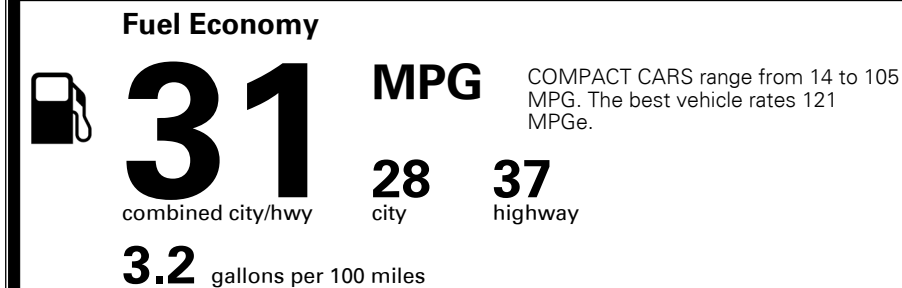 Fuel Economy
31
MPG
COMPACT CARS range from 14 to 105
MPG. The best vehicle rates 121
MPGe.
28
37
combined city/hwy
city
highway
3.2 gallons per 100 miles